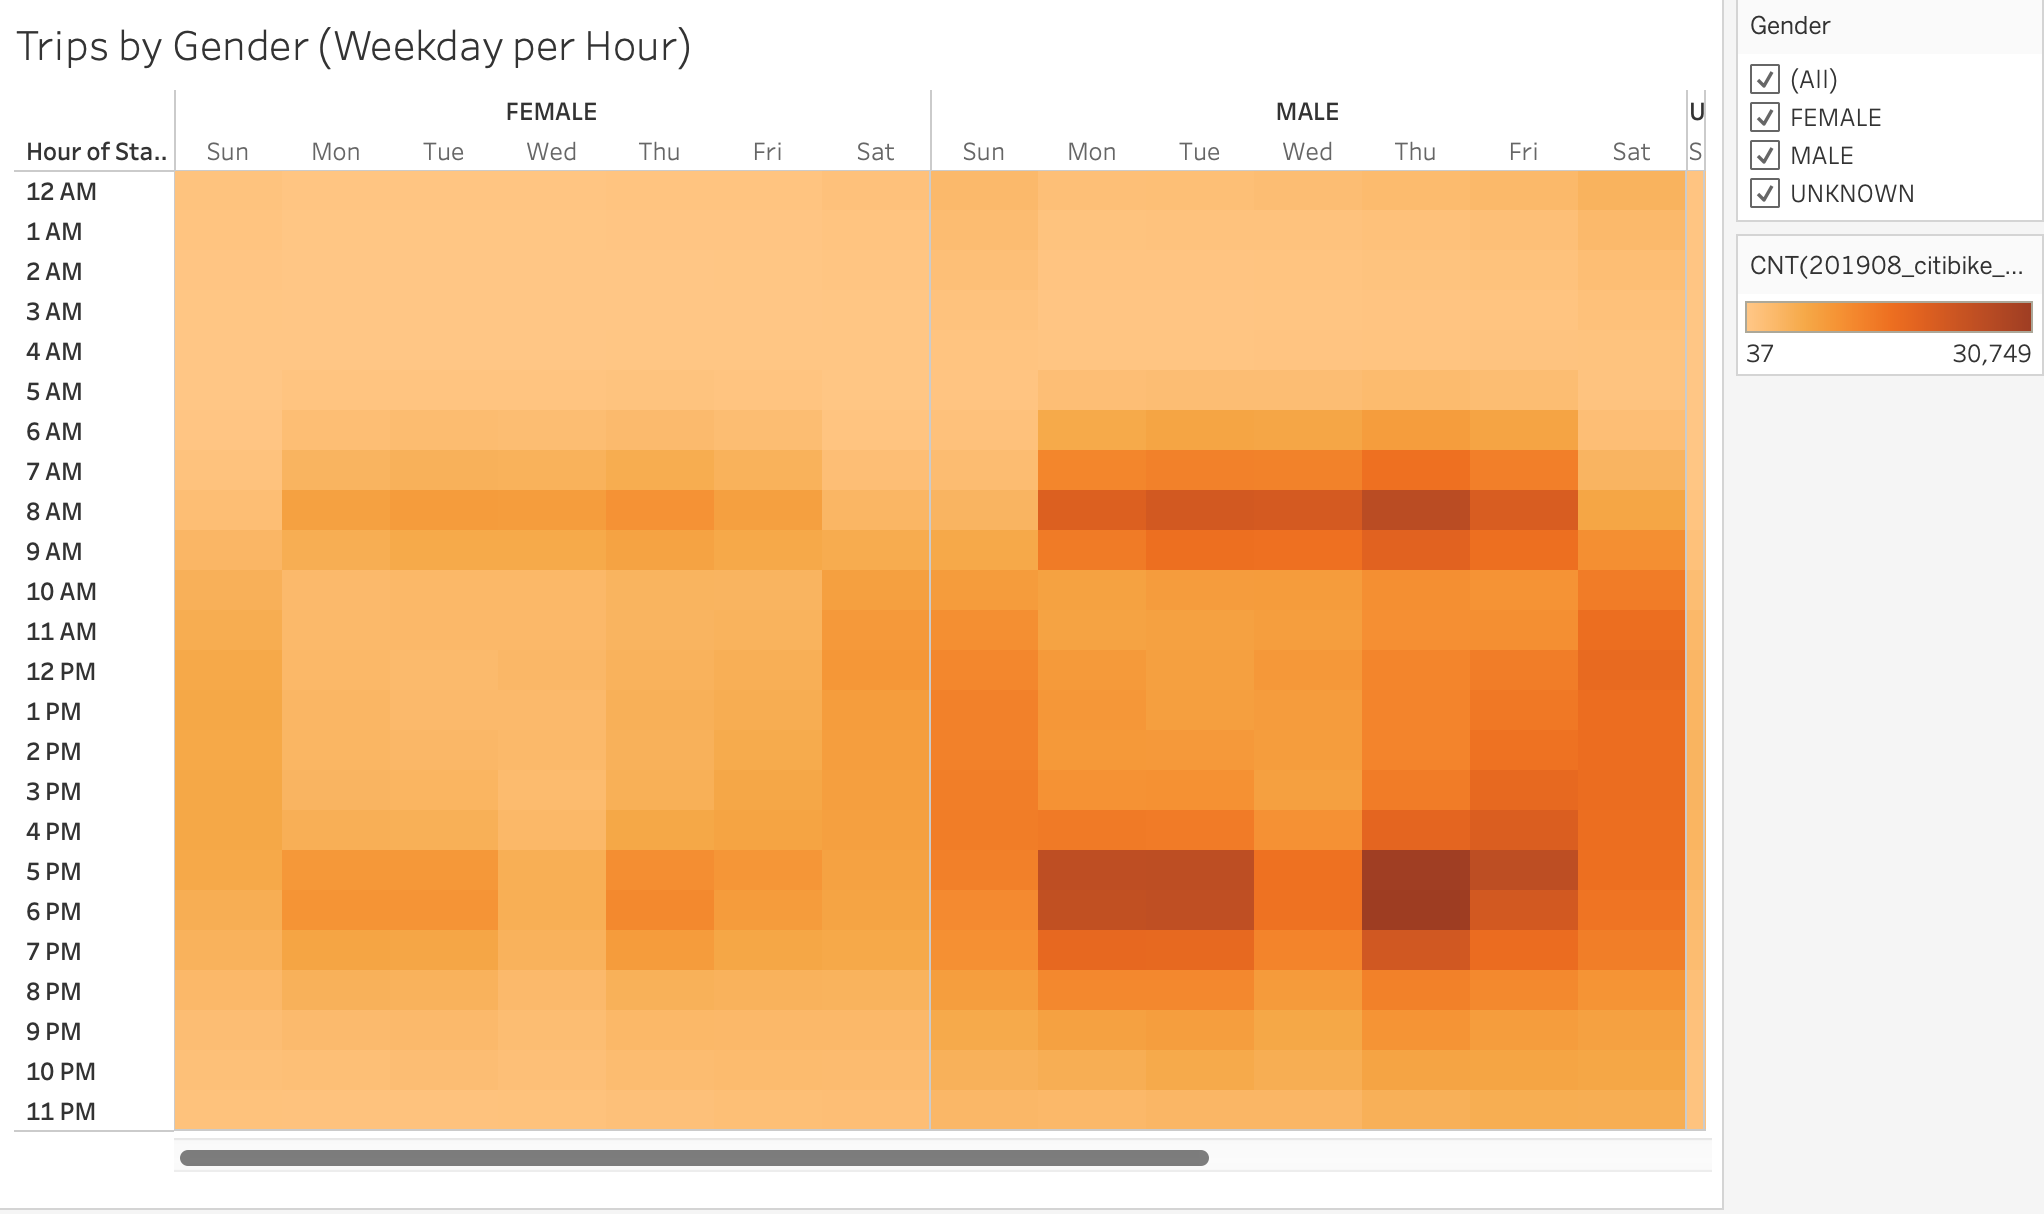 Trips by Gender (Weekday per Hour)
FEMALE MALE U
Hour of Sta.. Sun Mon Tue Wed Thu Fri Sat Sun Mon Tue Wed Thu Fri Sat S
12 AM
1 AM
2 AM
3 AM
4 AM
5 AM
6 AM
7 AM
8 AM
9 AM
10 AM
11 AM
12 PM
1 PM
2 PM
3 PM
4 PM
5 PM
6 PM
7 PM
8 PM
9 PM
10 PM
11 PM
Gender
(All)
FEMALE
MALE
UNKNOWN
CNT(201908_citibike_...
37 30,749